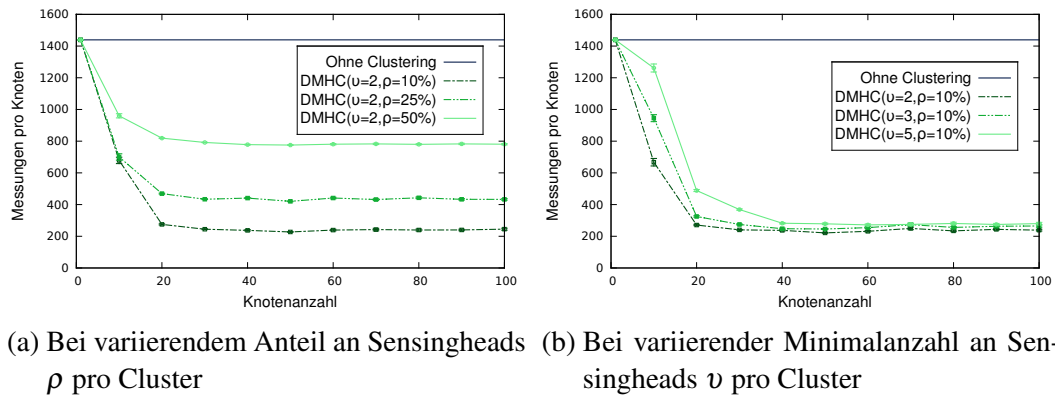 1600
1400
1200
1000
800
600
400
200
0
0 20 40 60 80 100
Messungen pro Knoten
Knotenanzahl
Ohne Clustering
DMHC(υ=2,ρ=10%)
DMHC(υ=2,ρ=25%)
DMHC(υ=2,ρ=50%)
1600
1400
1200
1000
800
600
400
200
0
0 20 40 60 80 100
Messungen pro Knoten
Knotenanzahl
Ohne Clustering
DMHC(υ=2,ρ=10%)
DMHC(υ=3,ρ=10%)
DMHC(υ=5,ρ=10%)
(a) Bei variierendem Anteil an Sensingheads
ρ pro Cluster
(b) Bei variierender Minimalanzahl an Sen-
singheads υ pro Cluster